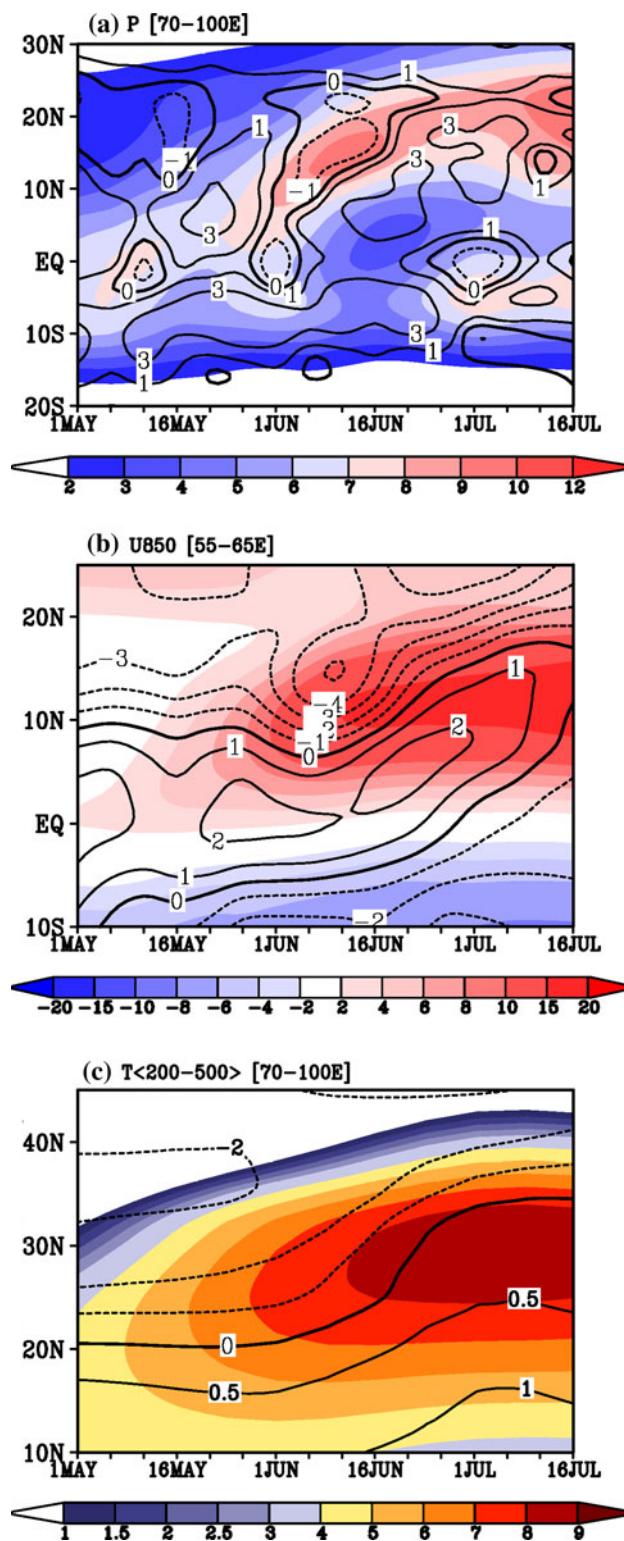 (a) P [70-100E]
30N
20N
10N
EQ
10S
20S
0
1
1
-1
3
3
0
-1
3
1
3
1
0
0
1
3
0
3
1
3
1
1MAY 16MAY 1JUN 16JUN 1JUL 16JUL
2 3 4 5 6 7 8 9 10 12
(b) U850 [55-65E]
20N
10N
EQ
10S
-3
-4
-1
0
1
1
2
2
1
0
-2
1MAY 16MAY 1JUN 16JUN 1JUL 16JUL
-20 -15 -10 -8 -6 -4 -2 2 4 6 8 10 15 20
(c) T<200-500> [70-100E]
40N
30N
20N
10N
-2
0
0.5
0.5
1
1MAY 16MAY 1JUN 16JUN 1JUL 16JUL
1 1.5 2 2.5 3 4 5 6 7 8 9